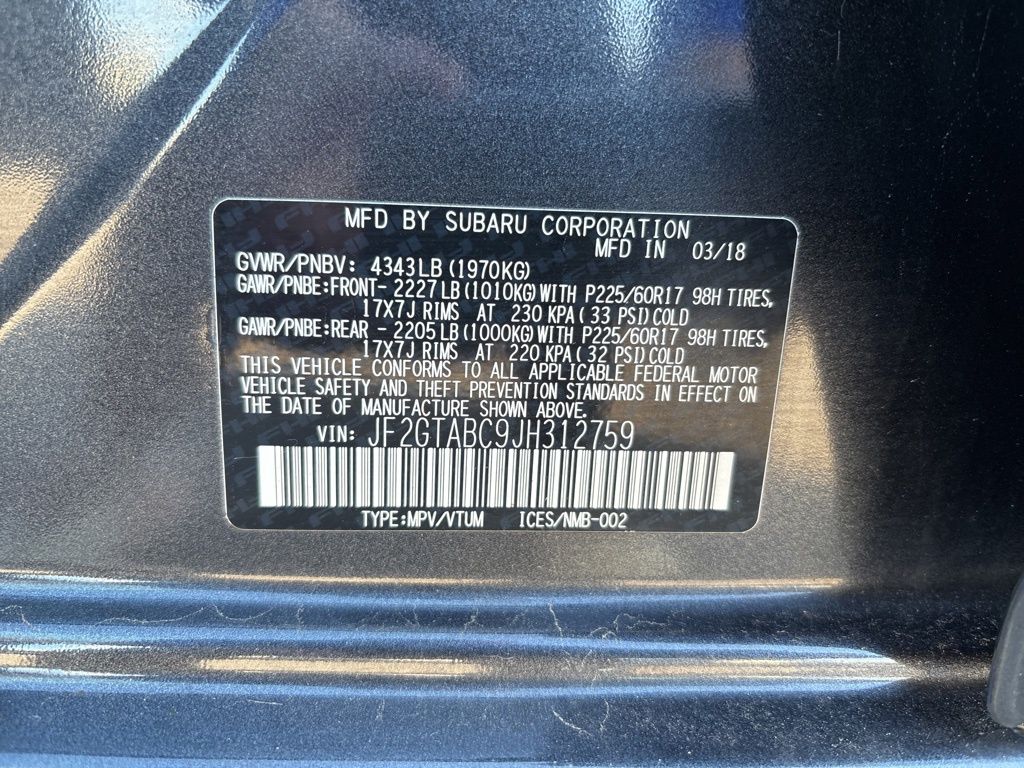 MFD BY SUBARU CORPORATION
MFD IN 03/18
GVWR/PNBV: 4343LB (1970KG)
GAWR/PNBE:FRONT- 2227LB (1010KG) WITH P225/60R17 98H TIRES,
17X7J RIMS AT 230 KPA ( 33 PSI) COLD
GAWR/PNBE:REAR - 2205LB (1000KG) WITH P225/60R17 98H TIRES,
17X7J RIMS AT 220 KPA ( 32 PSI) COLD
THIS VEHICLE CONFORMS TO ALL APPLICABLE FEDERAL MOTOR
VEHICLE SAFETY AND THEFT PREVENTION STANDARDS IN EFFECT ON
THE DATE OF MANUFACTURE SHOWN ABOVE.
VIN: JF2GTABC9JH312759
TYPE:MPV/VTUM ICES/NMB-002